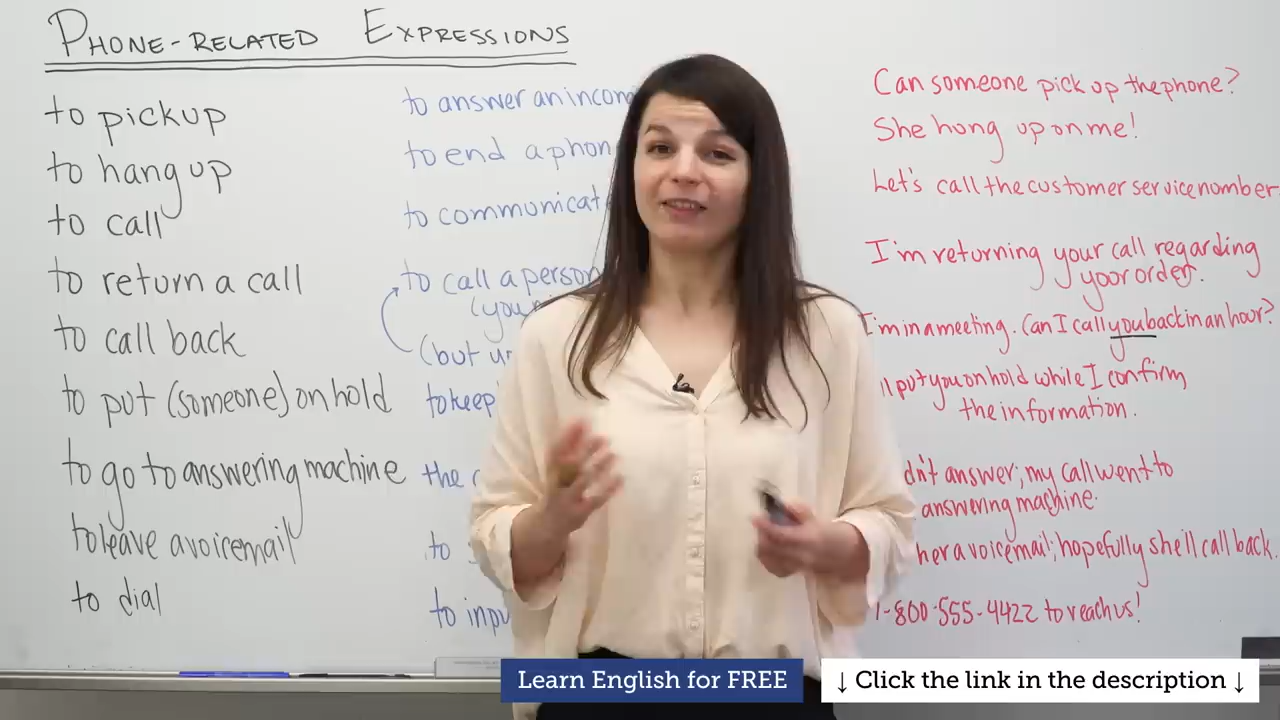 PHONE-RELATED EXPRESSIONS
to pick up
to hang up
to call
to return a call
to call back
to put (someone) on hold
to go to answering machine
to leave a voicemail
to dial
to answer an
to end a
to
to call a person
(but
to keep
the
to
to
Can someone pick up the phone?
She hung up on me!
Let's call the customer service number
I'm returning your call regarding
your order.
I'm in a meeting. Can I call you back in an hour?
put you on hold while I confirm
the information.
answer; my call went to
answering machine.
her a voicemail; hopefully she'll call back.
1-800-555-4422 to reach us!
Learn English for FREE
↓ Click the link in the description ↓